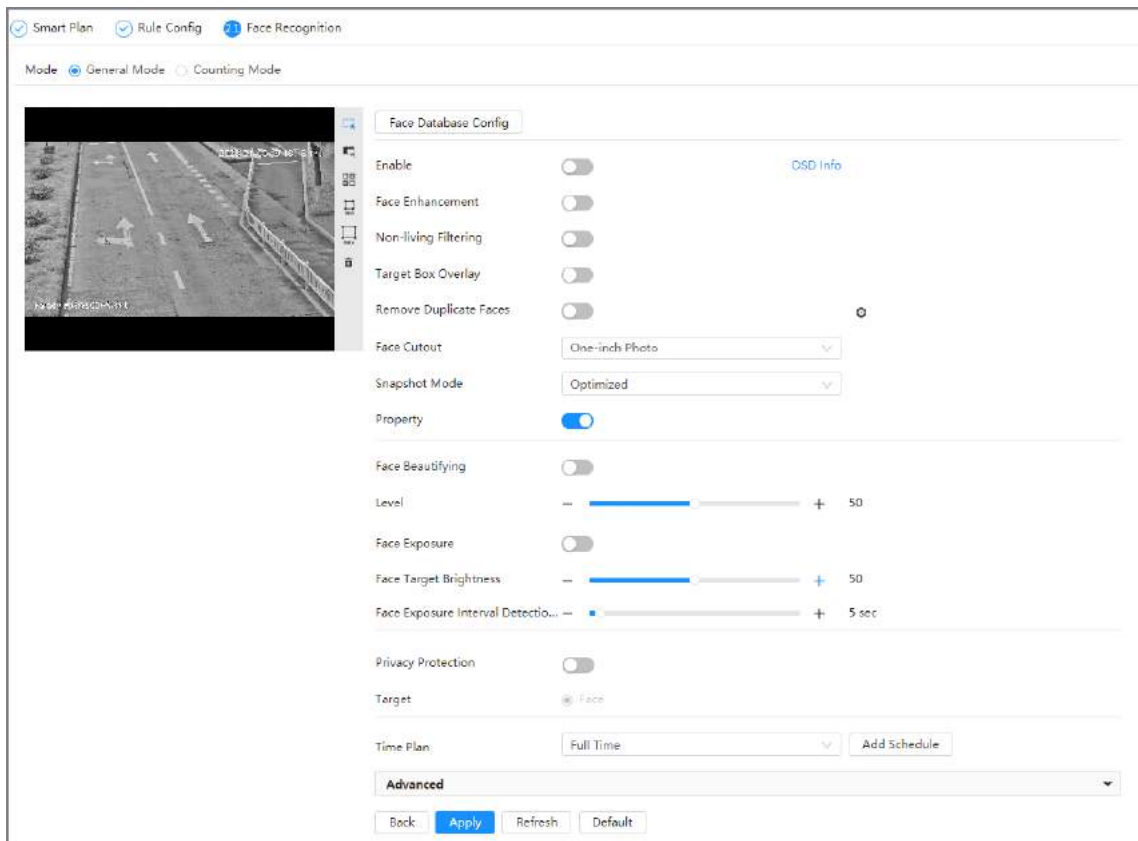 Smart Plan Rule Config 2.1 Face Recognition
Mode General Mode Counting Mode
Face Database Config
Enable OSD Info
Face Enhancement
Non-living Filtering
Target Box Overlay
Remove Duplicate Faces
Face Cutout One-inch Photo
Snapshot Mode Optimized
Property
Face Beautifying
Level − + 50
Face Exposure
Face Target Brightness − + 50
Face Exposure Interval Detectio... − + 5 sec
Privacy Protection
Target Face
Time Plan Full Time Add Schedule
Advanced
Back Apply Refresh Default